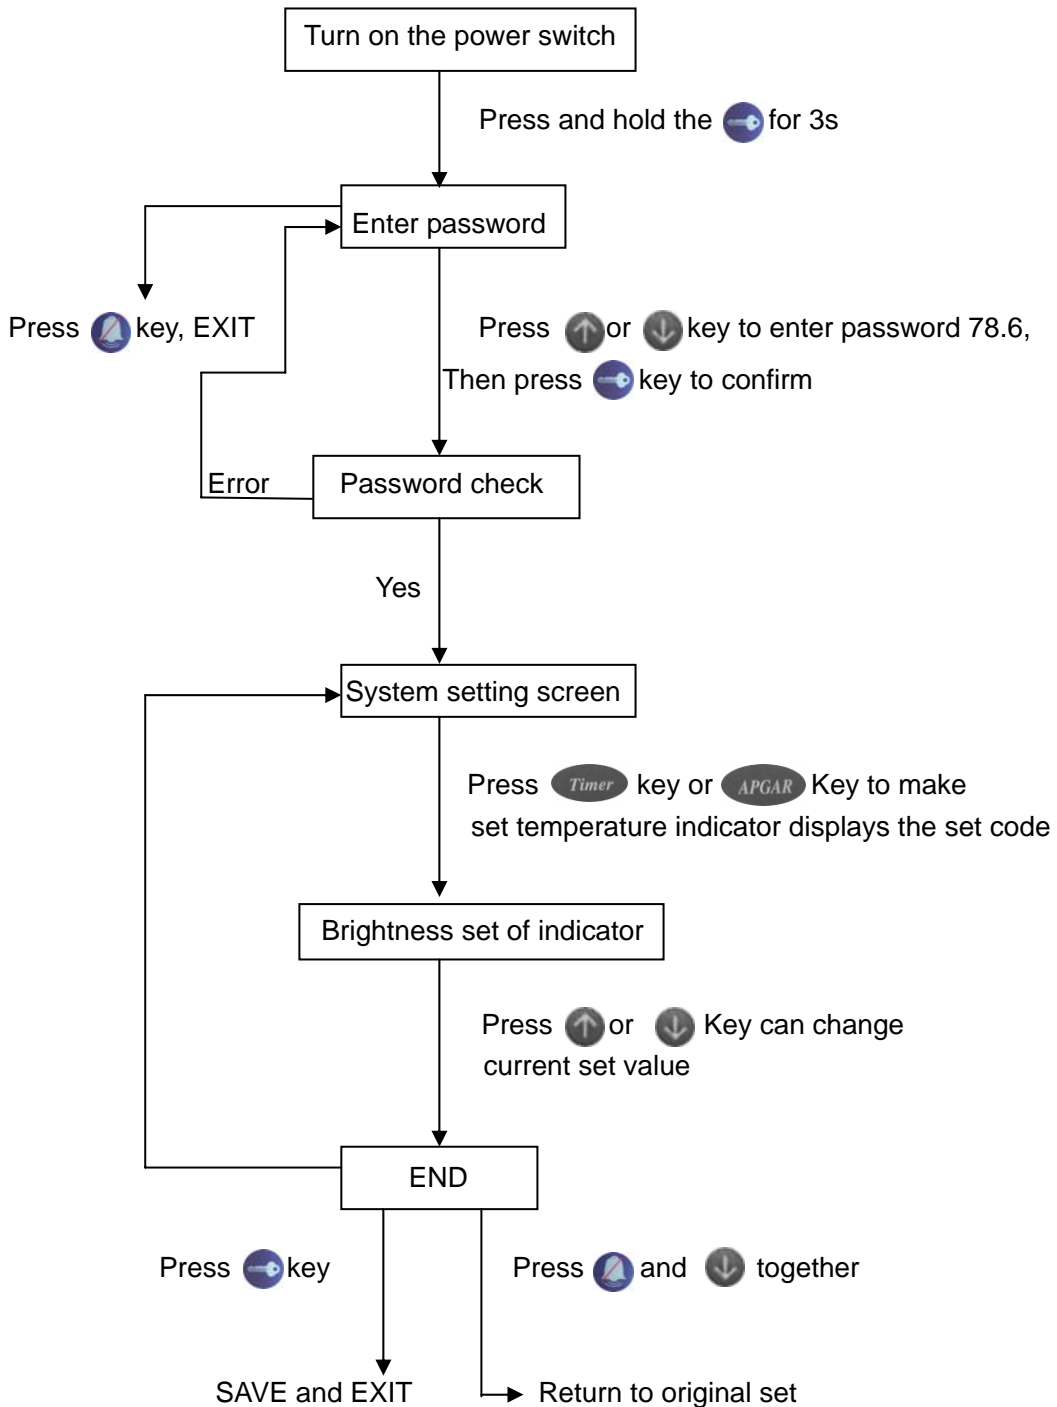 Turn on the power switch
Press and hold the for 3s
Enter password
Press key, EXIT
Press or key to enter password 78.6,
Then press key to confirm
Error
Password check
Yes
System setting screen
Press Timer key or APGAR Key to make
set temperature indicator displays the set code
Brightness set of indicator
Press or Key can change
current set value
END
Press key
Press and together
SAVE and EXIT
Return to original set